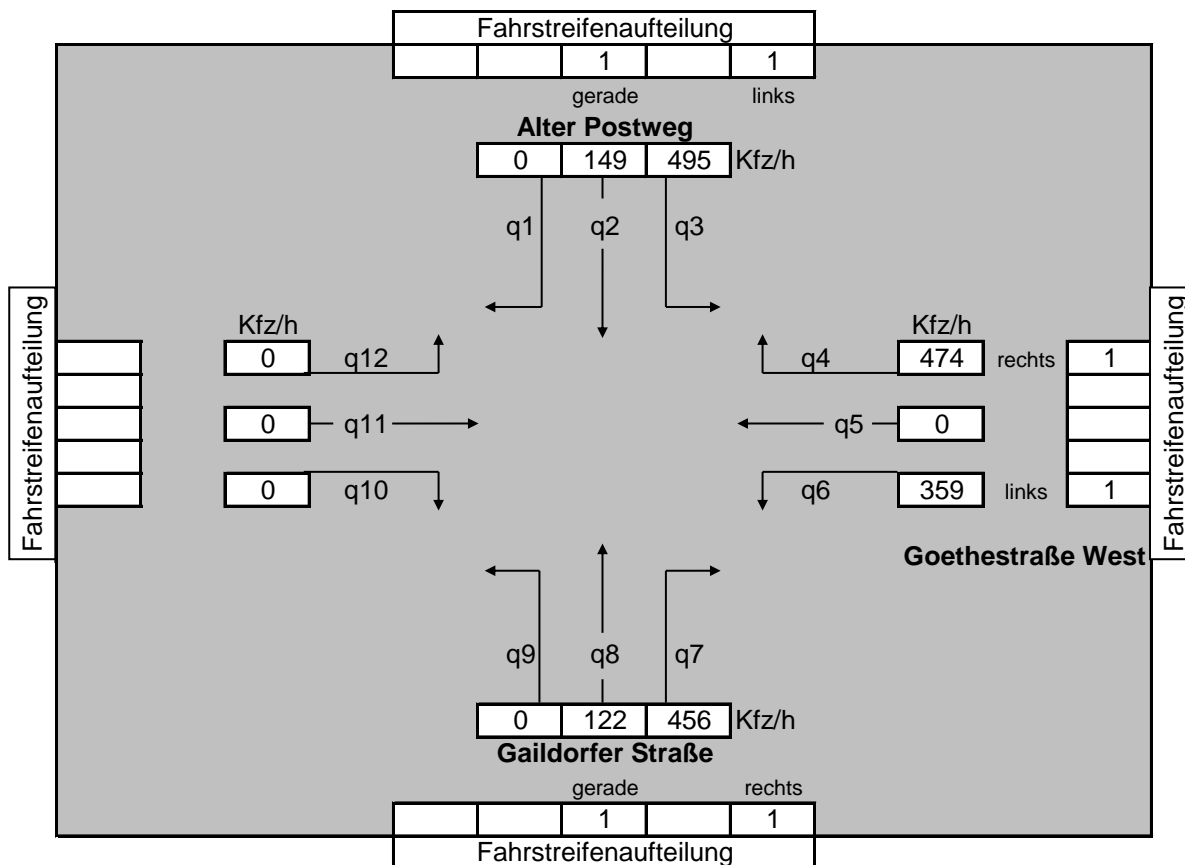 Fahrstreifenaufteilung
1 1
gerade links
Alter Postweg
0 149 495 Kfz/h
q1 q2 q3
Fahrstreifenaufteilung
Kfz/h
0 q12
0 q11
0 q10
Kfz/h
q4 474 rechts 1
q5 0
q6 359 links 1
Fahrstreifenaufteilung
Goethestraße West
q9 q8 q7
0 122 456 Kfz/h
Gaildorfer Straße
gerade rechts
1 1
Fahrstreifenaufteilung